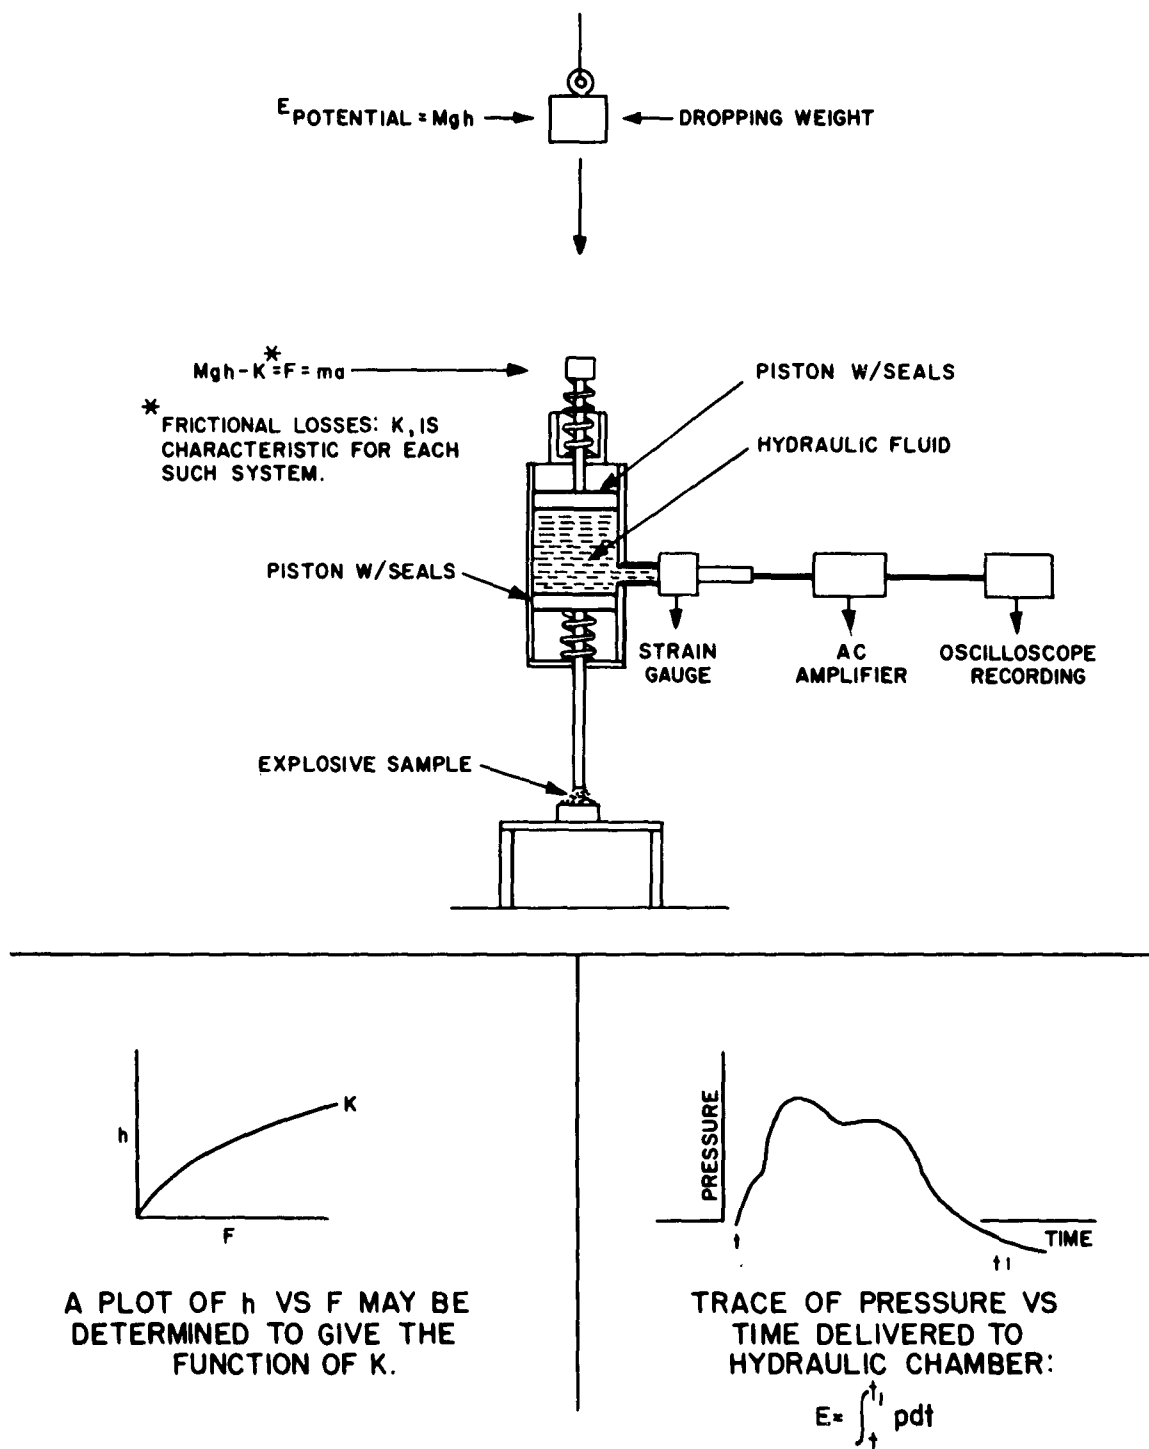 E POTENTIAL = Mgh
DROPPING WEIGHT
Mgh - K* = F = ma
* FRICTIONAL LOSSES: K, IS
CHARACTERISTIC FOR EACH
SUCH SYSTEM.
PISTON W/SEALS
HYDRAULIC FLUID
PISTON W/SEALS
STRAIN
GAUGE
AC
AMPLIFIER
OSCILLOSCOPE
RECORDING
EXPLOSIVE SAMPLE
h
K
F
A PLOT OF h VS F MAY BE
DETERMINED TO GIVE THE
FUNCTION OF K.
PRESSURE
t
t1
TIME
TRACE OF PRESSURE VS
TIME DELIVERED TO
HYDRAULIC CHAMBER:
E = ∫ₜᵗ¹ pdt